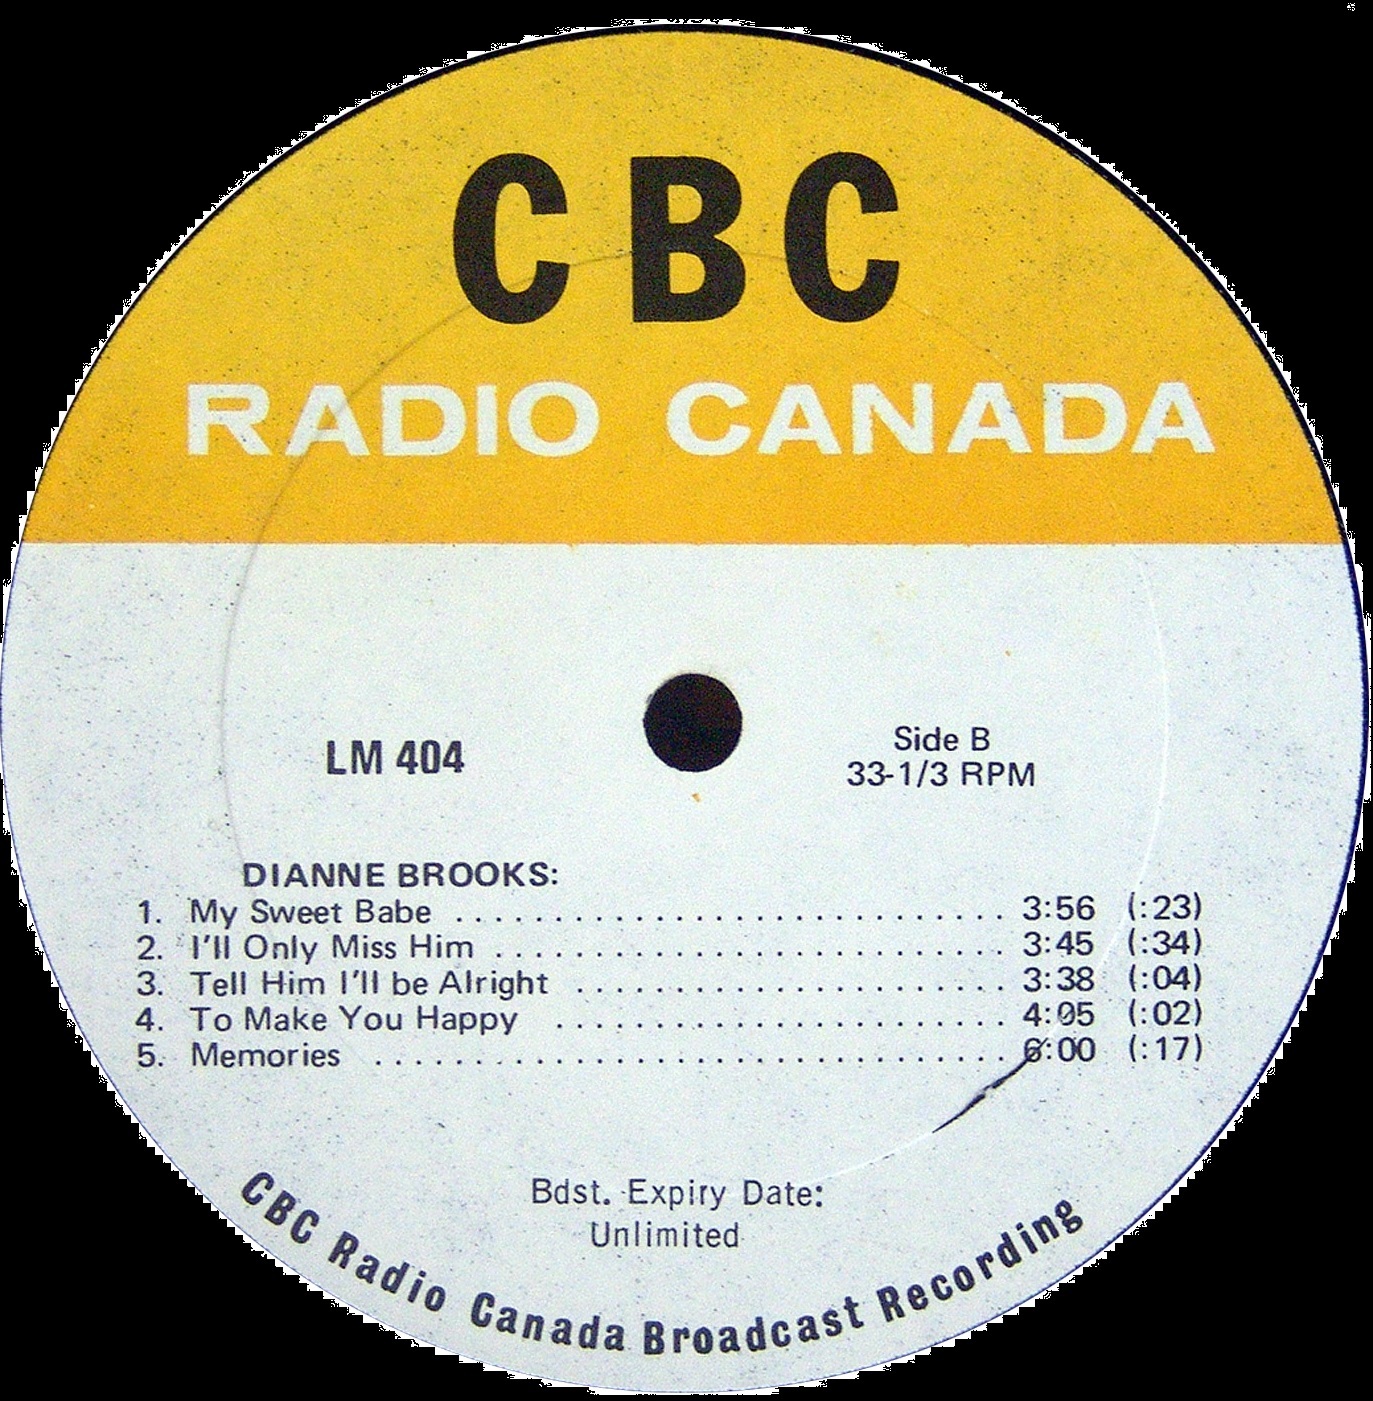 CBC
RADIO CANADA
LM 404
Side B
33-1/3 RPM
DIANNE BROOKS:
1. My Sweet Babe ............................ 3:56 (:23)
2. I'll Only Miss Him .......................... 3:45 (:34)
3. Tell Him I'll be Alright ...................... 3:38 (:04)
4. To Make You Happy ....................... 4:05 (:02)
5. Memories ................................ 6:00 (:17)
Bdst. Expiry Date:
Unlimited
CBC Radio Canada Broadcast Recording